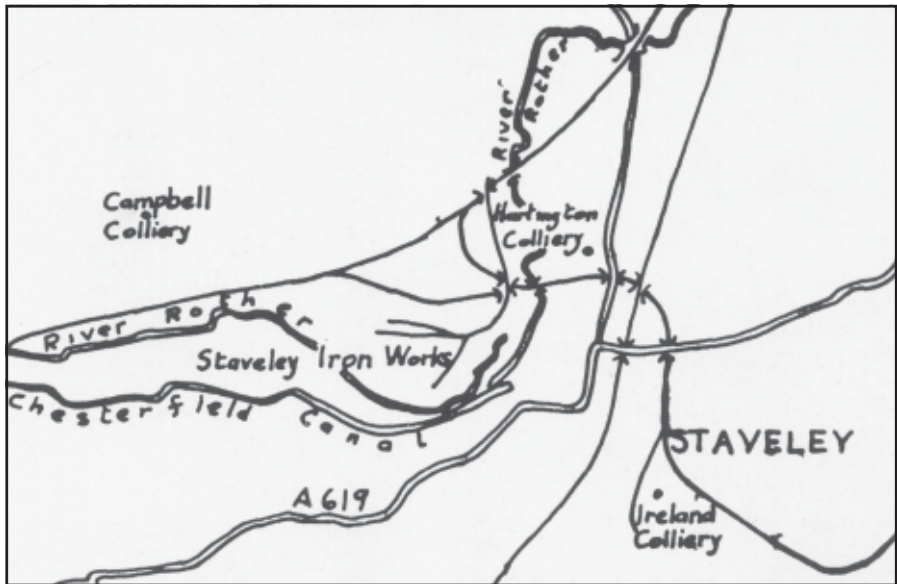 River
Rother
Campbell
Colliery
Hartington
Colliery
River Rother
Staveley Iron Works
Chesterfield
Canal
STAVELEY
A619
Ireland
Colliery